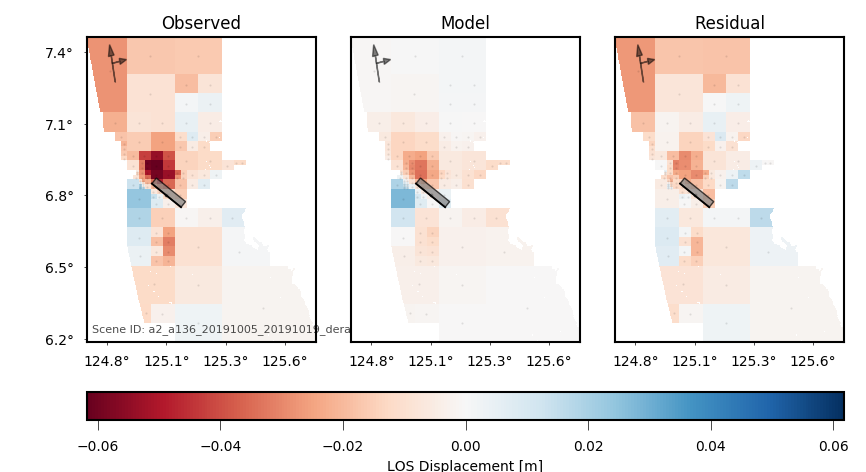 Observed Model Residual
7.4°
7.1°
6.8°
6.5°
6.2°
Scene ID: a2_a136_20191005_20191019_dera
124.8° 125.1° 125.3° 125.6° 124.8° 125.1° 125.3° 125.6° 124.8° 125.1° 125.3° 125.6°
−0.06 −0.04 −0.02 0.00 0.02 0.04 0.06
LOS Displacement [m]